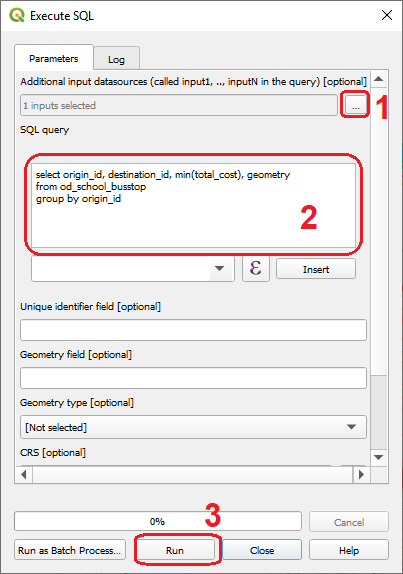 Execute SQL
Parameters
Log
Additional input datasources (called input1, .., inputN in the query) [optional]
1 inputs selected
...
1
SQL query
select origin_id, destination_id, min(total_cost), geometry
from od_school_busstop
group by origin_id
2
ε
Insert
Unique identifier field [optional]
Geometry field [optional]
Geometry type [optional]
[Not selected]
CRS [optional]
3
0%
Cancel
Run as Batch Process...
Run
Close
Help